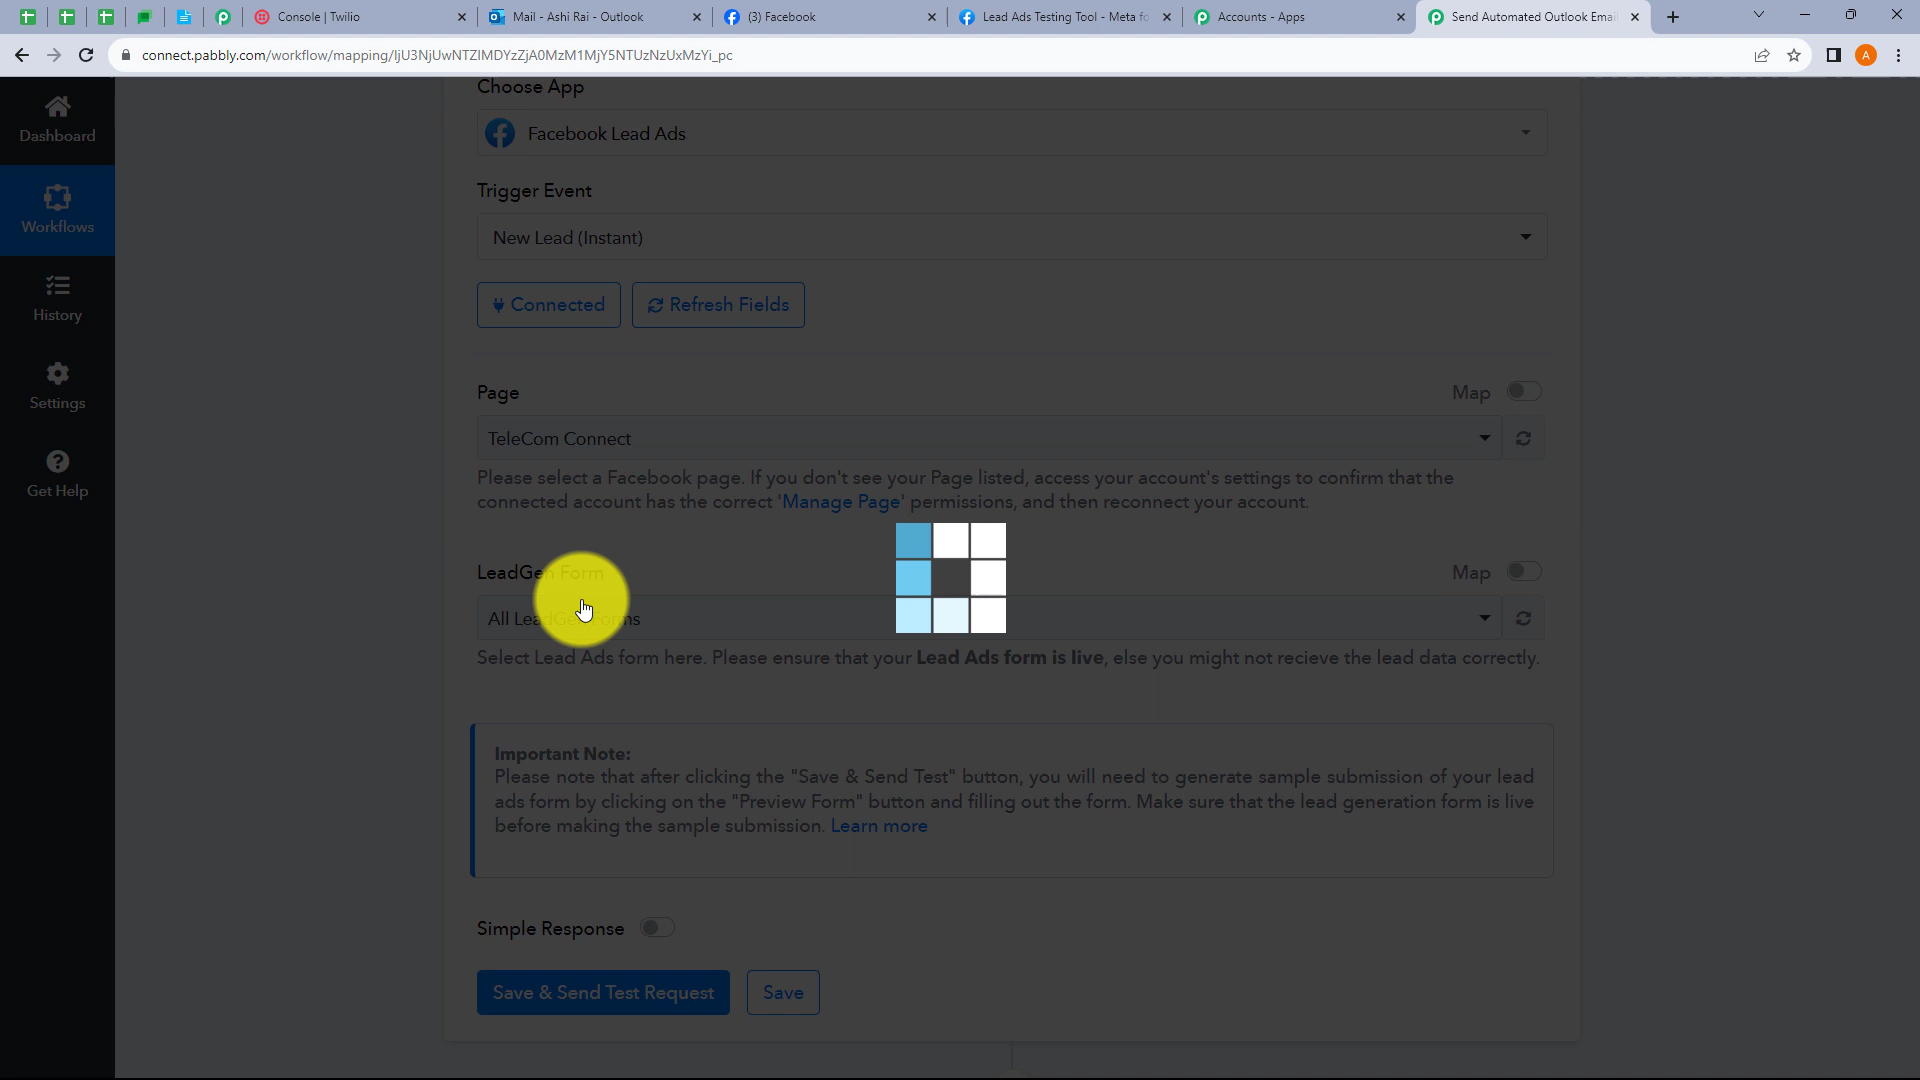 Console | Twilio
Mail - Ashi Rai - Outlook
(3) Facebook
Lead Ads Testing Tool - Meta fo
Accounts - Apps
Send Automated Outlook Emai
connect.pabbly.com/workflow/mapping/IjU3NjUwNTZlMDYzZjA0MzM1MjY5NTUzNzUxMzYi_pc
A
Dashboard
Workflows
History
Settings
Get Help
Choose App
Facebook Lead Ads
Trigger Event
New Lead (Instant)
Connected
Refresh Fields
Page
Map
TeleCom Connect
Please select a Facebook page. If you don't see your Page listed, access your account's settings to confirm that the
connected account has the correct 'Manage Page' permissions, and then reconnect your account.
LeadGen Form
Map
All LeadGen Forms
Select Lead Ads form here. Please ensure that your Lead Ads form is live, else you might not recieve the lead data correctly.
Important Note:
Please note that after clicking the "Save & Send Test" button, you will need to generate sample submission of your lead
ads form by clicking on the "Preview Form" button and filling out the form. Make sure that the lead generation form is live
before making the sample submission. Learn more
Simple Response
Save & Send Test Request
Save